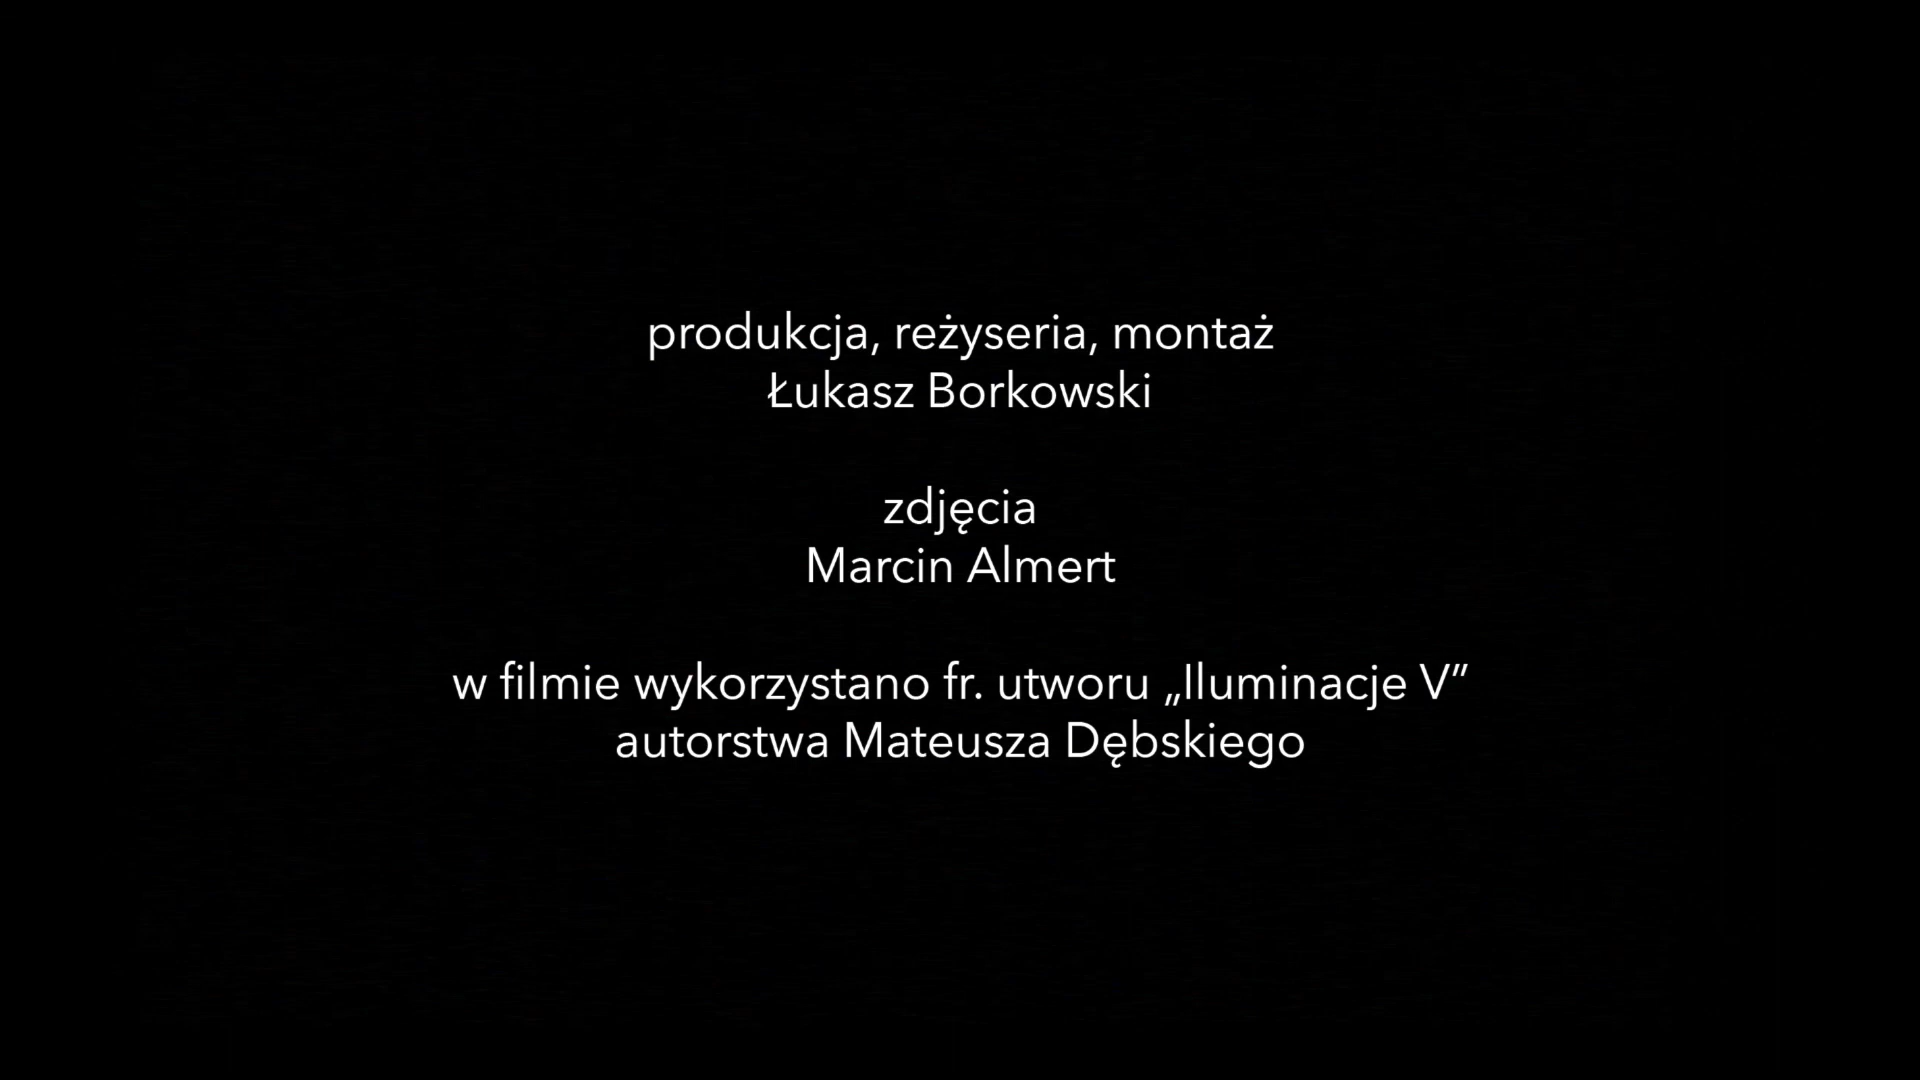 produkcja, reżyseria, montaż
Łukasz Borkowski
zdjęcia
Marcin Almert
w filmie wykorzystano fr. utworu „Iluminacje V”
autorstwa Mateusza Dębskiego